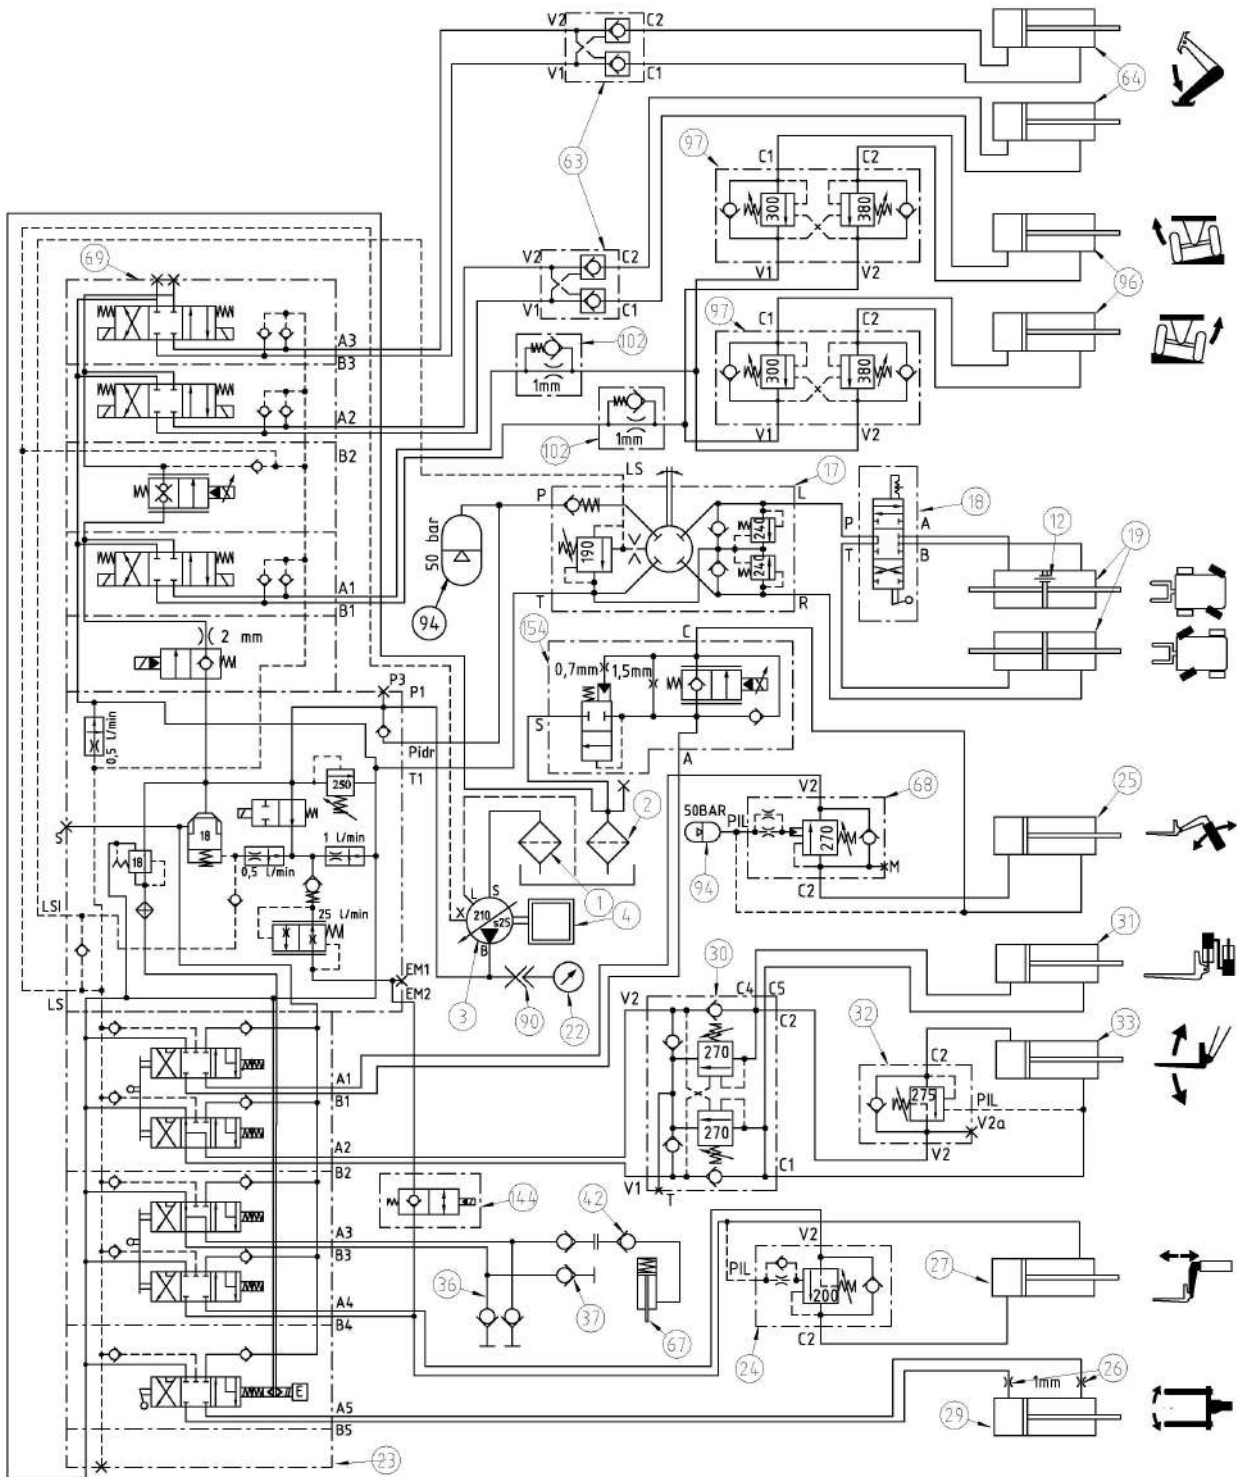 V2
C2
V1
C1
64
63
97
C1
C2
300
380
V1
V2
96
69
V2
C2
V1
C1
97
C1
C2
102
300
380
1mm
A3
B3
A2
1mm
V1
V2
B2
102
LS
17
P
L
18
50 bar
190
240
240
P
A
T
B
12
19
A1
B1
94
T
R
2 mm
154
C
0,7mm
1,5mm
P3
P1
S
0,5 l/min
Pidr
T1
A
250
V2
68
25
2
50BAR
PIL
S
18
1 l/min
18
0,5 l/min
270
M
94
C2
L
S
1
4
LSI
25 l/min
X
210
s25
B
31
30
EM1
EM2
3
90
22
C4
C5
LS
V2
C2
32
33
270
C2
275
PIL
A1
B1
V2a
270
A2
V2
C1
B2
V1
T
144
42
A3
V2
B3
PIL
27
36
37
200
A4
67
B4
24
C2
26
1mm
E
A5
29
B5
23